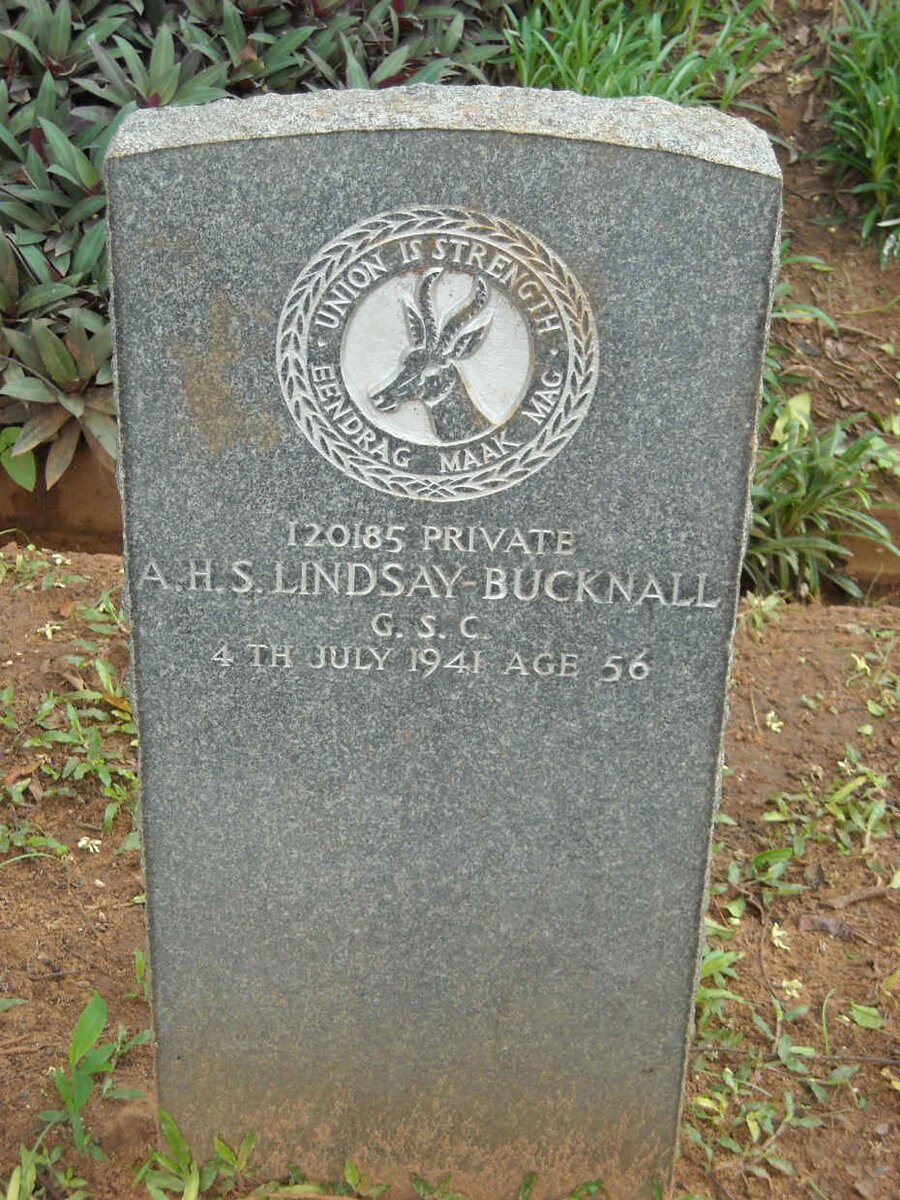 UNION IS STRENGTH
EENDRAG MAAK MAG
120185 PRIVATE
A.H.S. LINDSAY-BUCKNALL
G. S. C.
4 TH JULY 1941 AGE 56